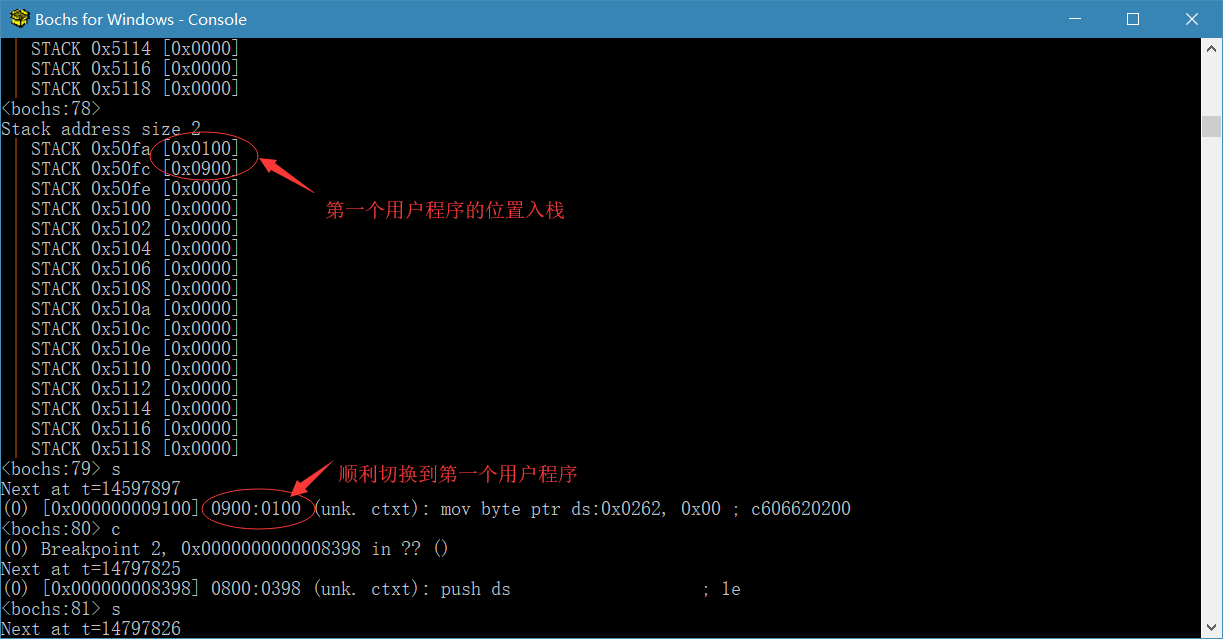 Bochs for Windows - Console
STACK 0x5114 [0x0000]
STACK 0x5116 [0x0000]
STACK 0x5118 [0x0000]
<bochs:78>
Stack address size 2
STACK 0x50fa [0x0100]
STACK 0x50fc [0x0900]
STACK 0x50fe [0x0000]
第一个用户程序的位置入栈
STACK 0x5100 [0x0000]
STACK 0x5102 [0x0000]
STACK 0x5104 [0x0000]
STACK 0x5106 [0x0000]
STACK 0x5108 [0x0000]
STACK 0x510a [0x0000]
STACK 0x510c [0x0000]
STACK 0x510e [0x0000]
STACK 0x5110 [0x0000]
STACK 0x5112 [0x0000]
STACK 0x5114 [0x0000]
STACK 0x5116 [0x0000]
STACK 0x5118 [0x0000]
<bochs:79> s
顺利切换到第一个用户程序
Next at t=14597897
(0) [0x000000009100] 0900:0100 (unk. ctxt): mov byte ptr ds:0x0262, 0x00 ; c606620200
<bochs:80> c
(0) Breakpoint 2, 0x0000000000008398 in ?? ()
Next at t=14797825
(0) [0x000000008398] 0800:0398 (unk. ctxt): push ds ; 1e
<bochs:81> s
Next at t=14797826